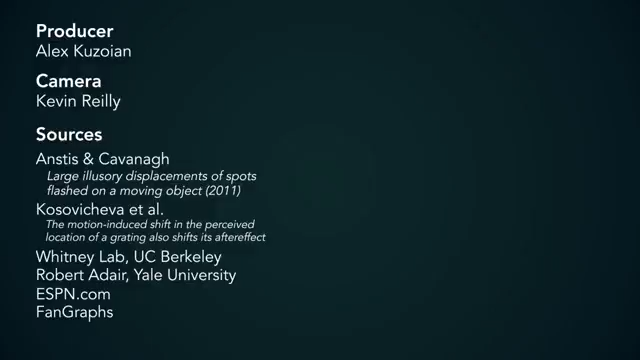 Producer
Alex Kuzoian
Camera
Kevin Reilly
Sources
Anstis & Cavanagh
Large illusory displacements of spots
flashed on a moving object (2011)
Kosovicheva et al.
The motion-induced shift in the perceived
location of a grating also shifts its aftereffect
Whitney Lab, UC Berkeley
Robert Adair, Yale University
ESPN.com
FanGraphs